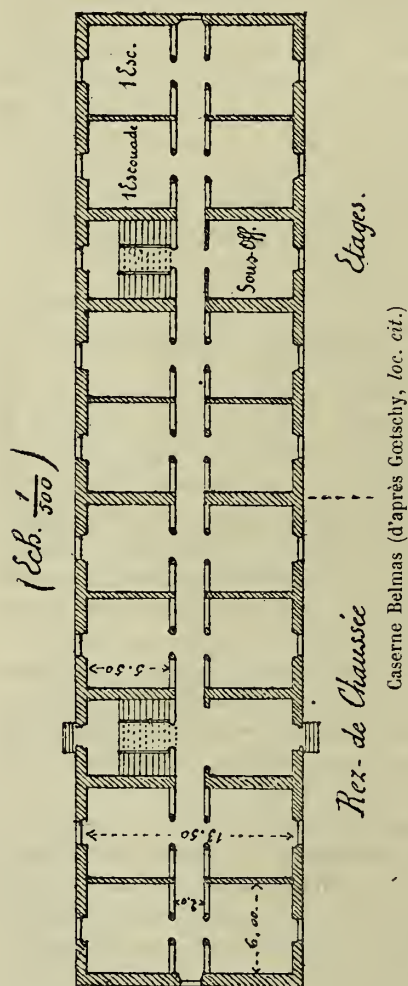 (Ech. 1/500)
1 Esc.
1 Escouade
Sous-Off.
Etages.
5.50
13.50
2.0
6.00
Rez-de Chaussée
Caserne Belmas (d'après Gœtschy, loc. cit.)